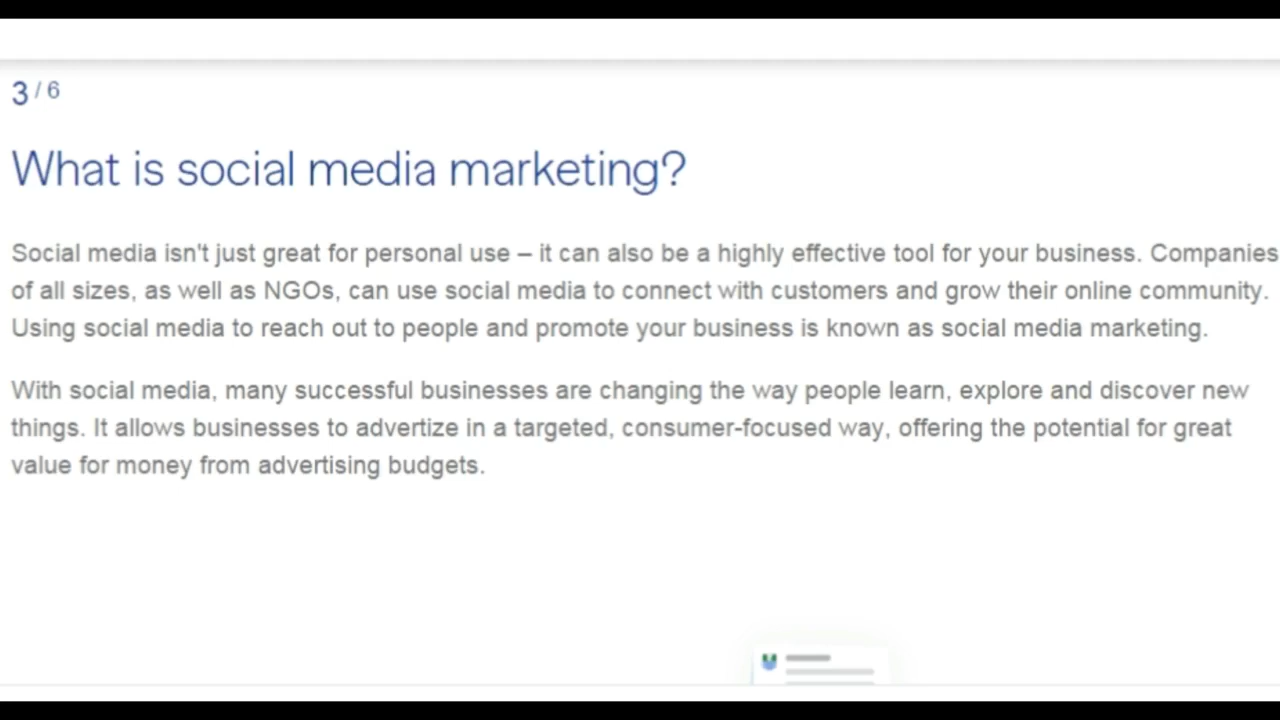 3 / 6
What is social media marketing?
Social media isn't just great for personal use – it can also be a highly effective tool for your business. Companies
of all sizes, as well as NGOs, can use social media to connect with customers and grow their online community.
Using social media to reach out to people and promote your business is known as social media marketing.
With social media, many successful businesses are changing the way people learn, explore and discover new
things. It allows businesses to advertize in a targeted, consumer-focused way, offering the potential for great
value for money from advertising budgets.